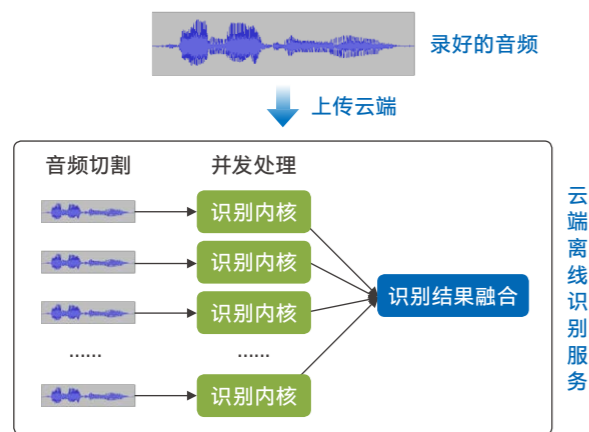 录好的音频
上传云端
音频切割
并发处理
识别内核
识别内核
识别内核
识别结果融合
......
......
识别内核
云端离线识别服务